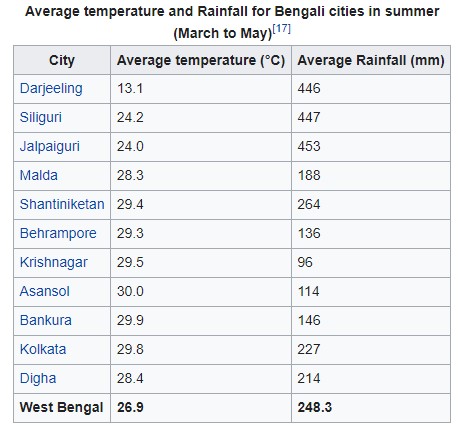 Average temperature and Rainfall for Bengali cities in summer
(March to May)[17]
City Average temperature (°C) Average Rainfall (mm)
Darjeeling 13.1 446
Siliguri 24.2 447
Jalpaiguri 24.0 453
Malda 28.3 188
Shantiniketan 29.4 264
Behrampore 29.3 136
Krishnagar 29.5 96
Asansol 30.0 114
Bankura 29.9 146
Kolkata 29.8 227
Digha 28.4 214
West Bengal 26.9 248.3